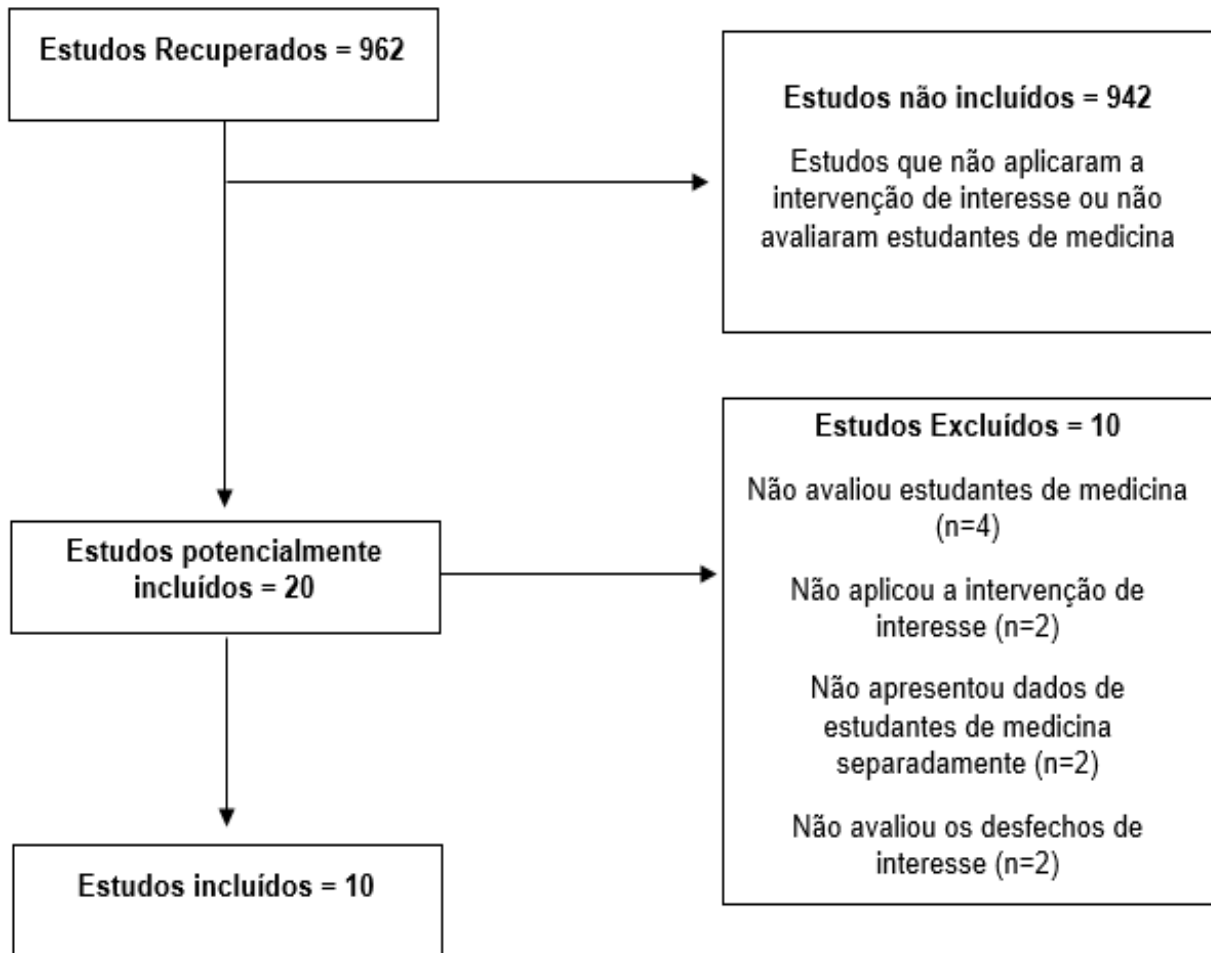 Estudos Recuperados = 962
Estudos não incluídos = 942
Estudos que não aplicaram a
intervenção de interesse ou não
avaliaram estudantes de medicina
Estudos potencialmente
incluídos = 20
Estudos Excluídos = 10
Não avaliou estudantes de medicina
(n=4)
Não aplicou a intervenção de
interesse (n=2)
Não apresentou dados de
estudantes de medicina
separadamente (n=2)
Não avaliou os desfechos de
interesse (n=2)
Estudos incluídos = 10